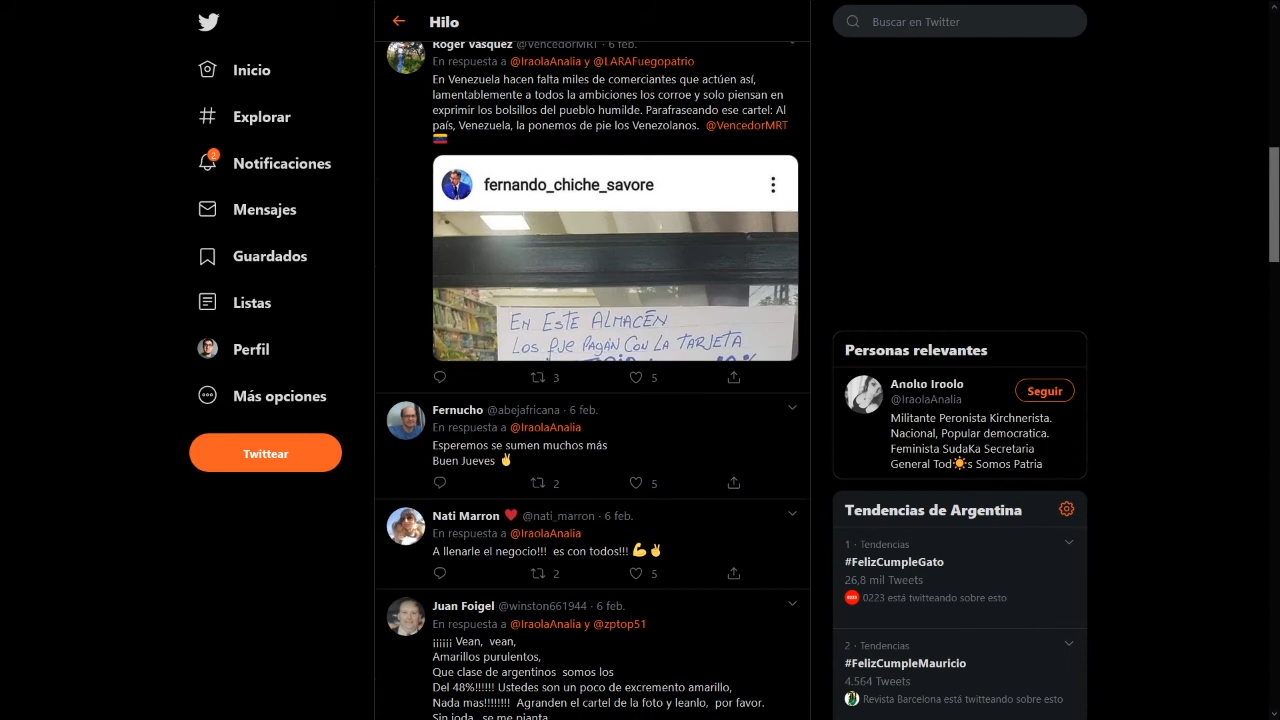 Inicio
Explorar
2
Notificaciones
Mensajes
Guardados
Listas
Perfil
Más opciones
Twittear
Hilo
Roger Vasquez @VencedorMRT · 6 feb.
En respuesta a @IraolaAnalia y @LARAFuegopatrio
En Venezuela hacen falta miles de comerciantes que actúen así,
lamentablemente a todos la ambiciones los corroe y solo piensan en
exprimir los bolsillos del pueblo humilde. Parafraseando ese cartel: Al
país, Venezuela, la ponemos de pie los Venezolanos. @VencedorMRT
🇻🇪
fernando_chiche_savore
EN ESTE ALMACÉN
LOS QUE PAGAN CON LA TARJETA
3 5
Fernucho @abejafricana · 6 feb.
En respuesta a @IraolaAnalia
Esperemos se sumen muchos más
Buen Jueves ✌
2 5
Nati Marron ♥ @nati_marron · 6 feb.
En respuesta a @IraolaAnalia
A llenarle el negocio!!! es con todos!!! 💪✌
2 5
Juan Foigel @winston661944 · 6 feb.
En respuesta a @IraolaAnalia y @zptop51
¡¡¡¡¡¡ Vean, vean,
Amarillos purulentos,
Que clase de argentinos somos los
Del 48%!!!!!! Ustedes son un poco de excremento amarillo,
Nada mas!!!!!!!! Agranden el cartel de la foto y leanlo, por favor.
Sin joda, se me pianta
Buscar en Twitter
Personas relevantes
@IraolaAnalia
Seguir
Militante Peronista Kirchnerista.
Nacional, Popular democratica.
Feminista SudaKa Secretaria
General Tod☀s Somos Patria
Tendencias de Argentina
1 · Tendencias
#FelizCumpleGato
26,8 mil Tweets
0223 está twitteando sobre esto
2 · Tendencias
#FelizCumpleMauricio
4.564 Tweets
Revista Barcelona está twitteando sobre esto